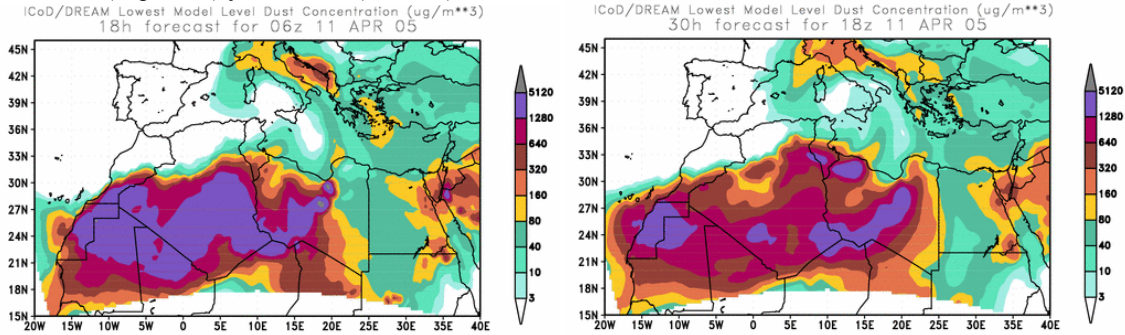 ICoD/DREAM Lowest Model Level Dust Concentration (ug/m**3)
18h forecast for 06z 11 APR 05
45N
42N
39N
36N
33N
30N
27N
24N
21N
18N
15N
20W 15W 10W 5W 0 5E 10E 15E 20E 25E 30E 35E 40E
5120
1280
640
320
160
80
40
10
3
ICoD/DREAM Lowest Model Level Dust Concentration (ug/m**3)
30h forecast for 18z 11 APR 05
45N
42N
39N
36N
33N
30N
27N
24N
21N
18N
15N
20W 15W 10W 5W 0 5E 10E 15E 20E 25E 30E 35E 40E
5120
1280
640
320
160
80
40
10
3